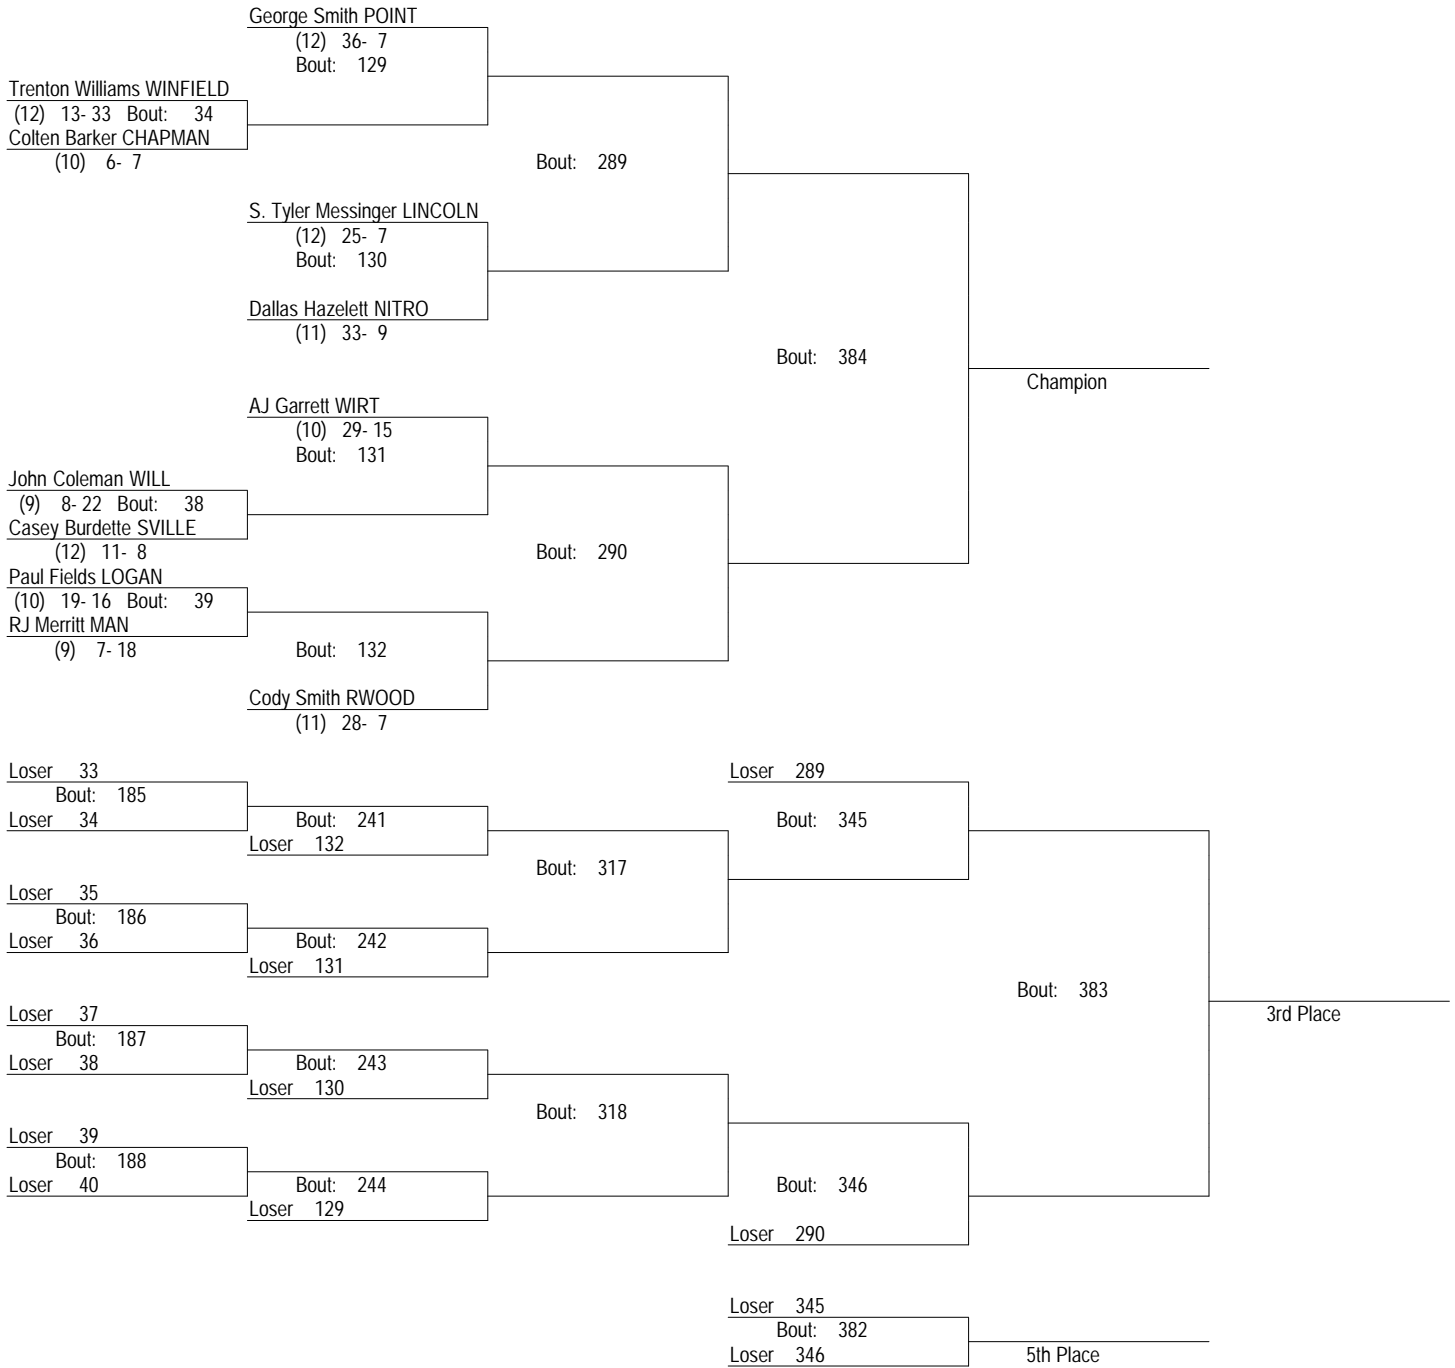 George Smith POINT
(12) 36- 7
Bout: 129
Trenton Williams WINFIELD
(12) 13- 33 Bout: 34
Colten Barker CHAPMAN
(10) 6- 7
Bout: 289
S. Tyler Messinger LINCOLN
(12) 25- 7
Bout: 130
Dallas Hazelett NITRO
(11) 33- 9
Bout: 384
Champion
AJ Garrett WIRT
(10) 29- 15
Bout: 131
John Coleman WILL
(9) 8- 22 Bout: 38
Casey Burdette SVILLE
(12) 11- 8
Bout: 290
Paul Fields LOGAN
(10) 19- 16 Bout: 39
RJ Merritt MAN
(9) 7- 18
Bout: 132
Cody Smith RWOOD
(11) 28- 7
Loser 33
Bout: 185
Loser 34
Bout: 241
Loser 132
Loser 289
Bout: 345
Bout: 317
Loser 35
Bout: 186
Loser 36
Bout: 242
Loser 131
Bout: 383
3rd Place
Loser 37
Bout: 187
Loser 38
Bout: 243
Loser 130
Bout: 318
Loser 39
Bout: 188
Loser 40
Bout: 244
Loser 129
Bout: 346
Loser 290
Loser 345
Bout: 382
Loser 346
5th Place